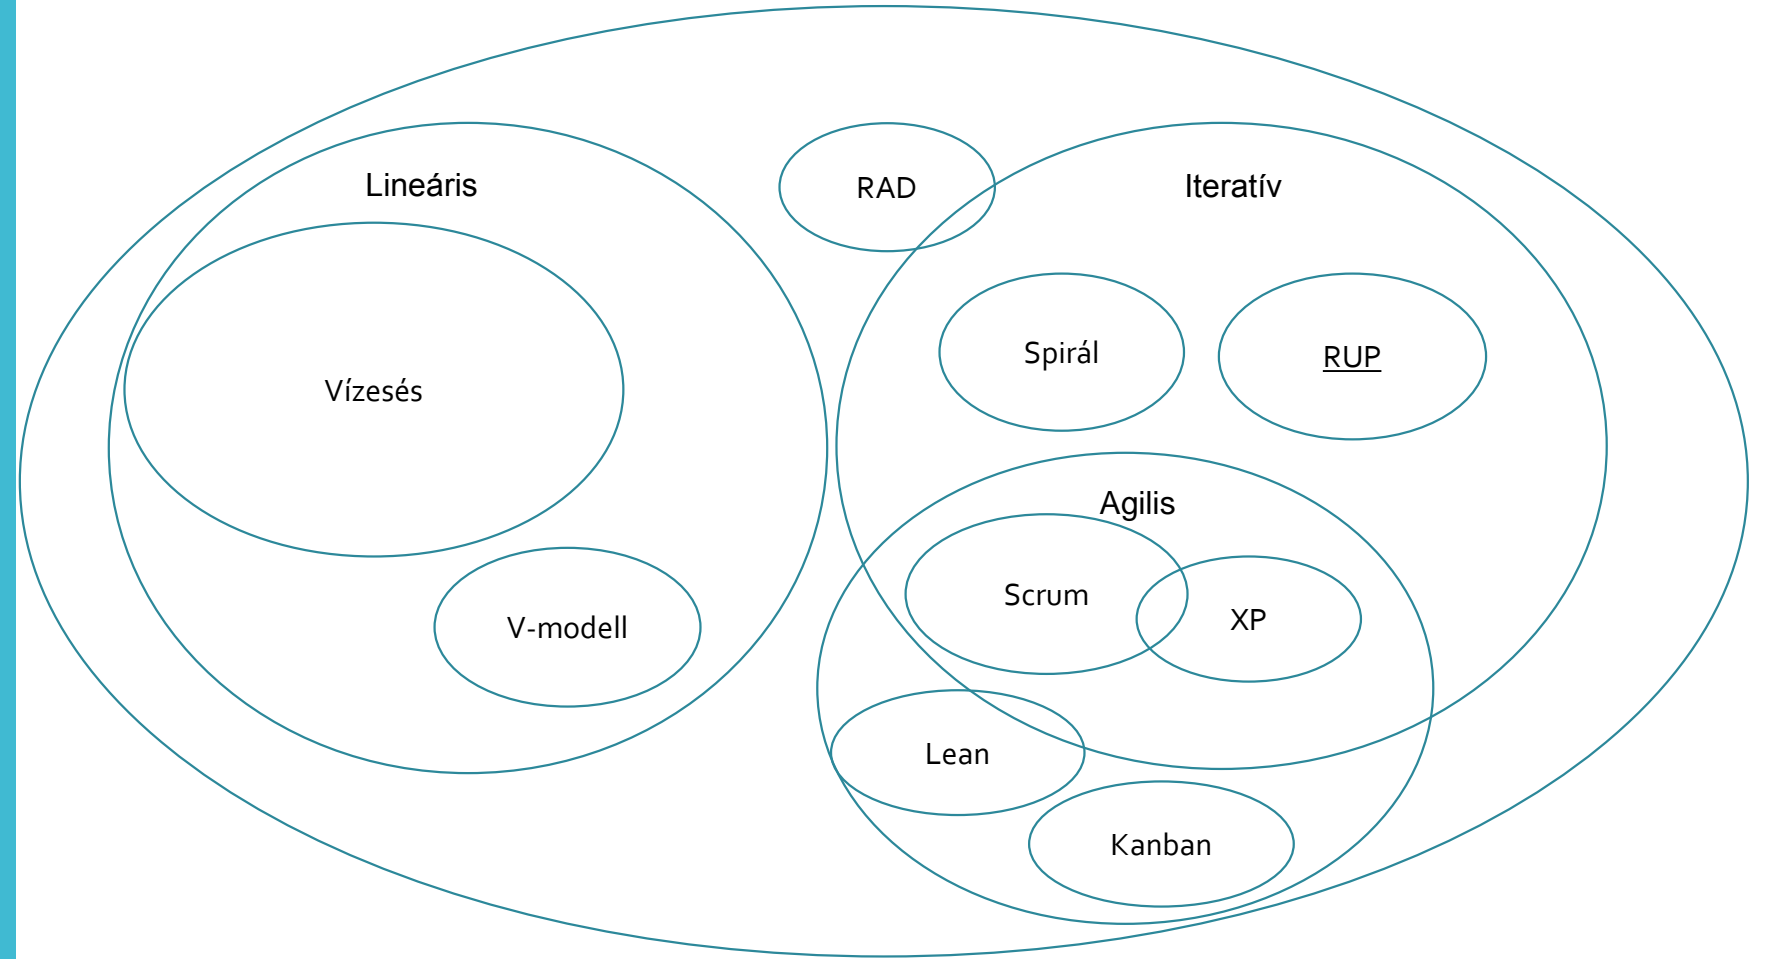 Lineáris
RAD
Iteratív
Vízesés
Spirál
RUP
Agilis
V-modell
Scrum
XP
Lean
Kanban